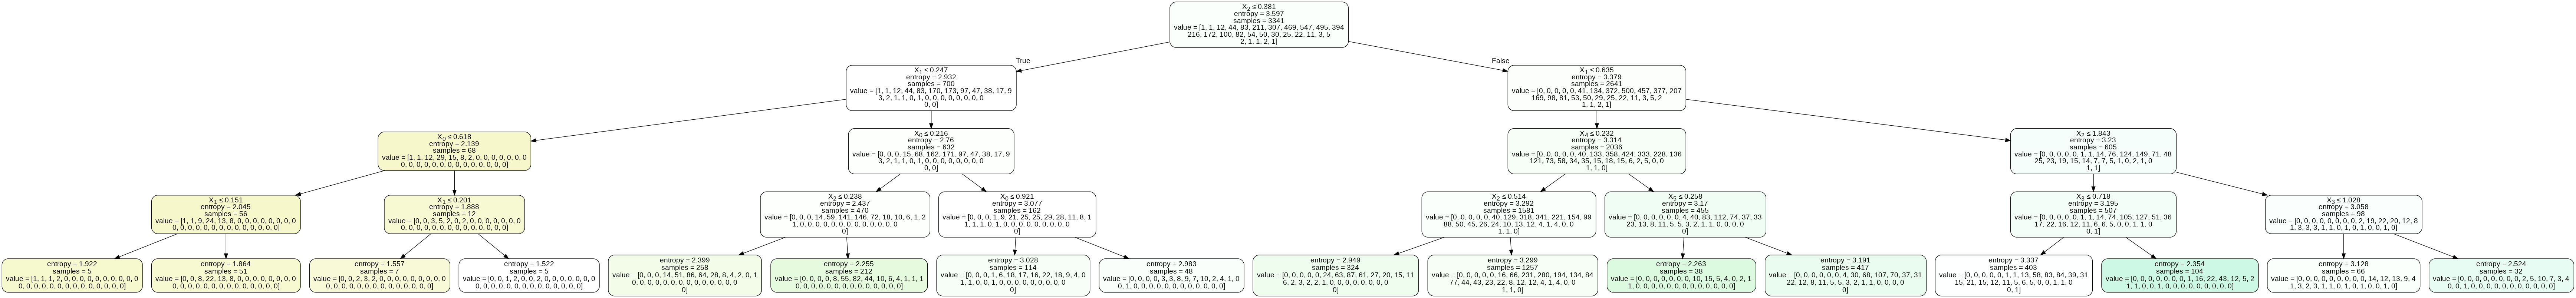 X2 ≤ 0.381
entropy = 3.597
samples = 3341
value = [1, 1, 12, 44, 83, 211, 307, 469, 547, 495, 394
216, 172, 100, 82, 54, 50, 30, 25, 22, 11, 3, 5
2, 1, 1, 2, 1]
True
False
X1 ≤ 0.247
entropy = 2.932
samples = 700
value = [1, 1, 12, 44, 83, 170, 173, 97, 47, 38, 17, 9
3, 2, 1, 1, 0, 1, 0, 0, 0, 0, 0, 0, 0, 0
0, 0]
X1 ≤ 0.635
entropy = 3.379
samples = 2641
value = [0, 0, 0, 0, 0, 41, 134, 372, 500, 457, 377, 207
169, 98, 81, 53, 50, 29, 25, 22, 11, 3, 5, 2
1, 1, 2, 1]
X0 ≤ 0.618
entropy = 2.139
samples = 68
value = [1, 1, 12, 29, 15, 8, 2, 0, 0, 0, 0, 0, 0, 0
0, 0, 0, 0, 0, 0, 0, 0, 0, 0, 0, 0, 0, 0]
X0 ≤ 0.216
entropy = 2.76
samples = 632
value = [0, 0, 0, 15, 68, 162, 171, 97, 47, 38, 17, 9
3, 2, 1, 1, 0, 1, 0, 0, 0, 0, 0, 0, 0, 0
0, 0]
X4 ≤ 0.232
entropy = 3.314
samples = 2036
value = [0, 0, 0, 0, 0, 40, 133, 358, 424, 333, 228, 136
121, 73, 58, 34, 35, 15, 18, 15, 6, 2, 5, 0, 0
1, 1, 0]
X2 ≤ 1.843
entropy = 3.23
samples = 605
value = [0, 0, 0, 0, 0, 1, 1, 14, 76, 124, 149, 71, 48
25, 23, 19, 15, 14, 7, 7, 5, 1, 0, 2, 1, 0
1, 1]
X1 ≤ 0.151
entropy = 2.045
samples = 56
value = [1, 1, 9, 24, 13, 8, 0, 0, 0, 0, 0, 0, 0, 0
0, 0, 0, 0, 0, 0, 0, 0, 0, 0, 0, 0, 0, 0]
X1 ≤ 0.201
entropy = 1.888
samples = 12
value = [0, 0, 3, 5, 2, 0, 2, 0, 0, 0, 0, 0, 0, 0
0, 0, 0, 0, 0, 0, 0, 0, 0, 0, 0, 0, 0, 0]
X2 ≤ 0.238
entropy = 2.437
samples = 470
value = [0, 0, 0, 14, 59, 141, 146, 72, 18, 10, 6, 1, 2
1, 0, 0, 0, 0, 0, 0, 0, 0, 0, 0, 0, 0, 0
0]
X0 ≤ 0.921
entropy = 3.077
samples = 162
value = [0, 0, 0, 1, 9, 21, 25, 25, 29, 28, 11, 8, 1
1, 1, 1, 0, 1, 0, 0, 0, 0, 0, 0, 0, 0, 0
0]
X2 ≤ 0.514
entropy = 3.292
samples = 1581
value = [0, 0, 0, 0, 0, 40, 129, 318, 341, 221, 154, 99
88, 50, 45, 26, 24, 10, 13, 12, 4, 1, 4, 0, 0
1, 1, 0]
X5 ≤ 0.258
entropy = 3.17
samples = 455
value = [0, 0, 0, 0, 0, 0, 4, 40, 83, 112, 74, 37, 33
23, 13, 8, 11, 5, 5, 3, 2, 1, 1, 0, 0, 0, 0
0]
X3 ≤ 0.718
entropy = 3.195
samples = 507
value = [0, 0, 0, 0, 0, 1, 1, 14, 74, 105, 127, 51, 36
17, 22, 16, 12, 11, 6, 6, 5, 0, 0, 1, 1, 0
0, 1]
X3 ≤ 1.028
entropy = 3.058
samples = 98
value = [0, 0, 0, 0, 0, 0, 0, 0, 2, 19, 22, 20, 12, 8
1, 3, 3, 3, 1, 1, 0, 1, 0, 1, 0, 0, 1, 0]
entropy = 1.922
samples = 5
value = [1, 1, 1, 2, 0, 0, 0, 0, 0, 0, 0, 0, 0, 0
0, 0, 0, 0, 0, 0, 0, 0, 0, 0, 0, 0, 0, 0]
entropy = 1.864
samples = 51
value = [0, 0, 8, 22, 13, 8, 0, 0, 0, 0, 0, 0, 0, 0
0, 0, 0, 0, 0, 0, 0, 0, 0, 0, 0, 0, 0, 0]
entropy = 1.557
samples = 7
value = [0, 0, 2, 3, 2, 0, 0, 0, 0, 0, 0, 0, 0, 0
0, 0, 0, 0, 0, 0, 0, 0, 0, 0, 0, 0, 0, 0]
entropy = 1.522
samples = 5
value = [0, 0, 1, 2, 0, 0, 2, 0, 0, 0, 0, 0, 0, 0
0, 0, 0, 0, 0, 0, 0, 0, 0, 0, 0, 0, 0, 0]
entropy = 2.399
samples = 258
value = [0, 0, 0, 14, 51, 86, 64, 28, 8, 4, 2, 0, 1
0, 0, 0, 0, 0, 0, 0, 0, 0, 0, 0, 0, 0, 0
0]
entropy = 2.255
samples = 212
value = [0, 0, 0, 0, 8, 55, 82, 44, 10, 6, 4, 1, 1, 1
0, 0, 0, 0, 0, 0, 0, 0, 0, 0, 0, 0, 0, 0]
entropy = 3.028
samples = 114
value = [0, 0, 0, 1, 6, 18, 17, 16, 22, 18, 9, 4, 0
1, 1, 0, 0, 1, 0, 0, 0, 0, 0, 0, 0, 0, 0
0]
entropy = 2.983
samples = 48
value = [0, 0, 0, 0, 3, 3, 8, 9, 7, 10, 2, 4, 1, 0
0, 1, 0, 0, 0, 0, 0, 0, 0, 0, 0, 0, 0, 0]
entropy = 2.949
samples = 324
value = [0, 0, 0, 0, 0, 24, 63, 87, 61, 27, 20, 15, 11
6, 2, 3, 2, 2, 1, 0, 0, 0, 0, 0, 0, 0, 0
0]
entropy = 3.299
samples = 1257
value = [0, 0, 0, 0, 0, 16, 66, 231, 280, 194, 134, 84
77, 44, 43, 23, 22, 8, 12, 12, 4, 1, 4, 0, 0
1, 1, 0]
entropy = 2.263
samples = 38
value = [0, 0, 0, 0, 0, 0, 0, 10, 15, 5, 4, 0, 2, 1
1, 0, 0, 0, 0, 0, 0, 0, 0, 0, 0, 0, 0, 0]
entropy = 3.191
samples = 417
value = [0, 0, 0, 0, 0, 0, 4, 30, 68, 107, 70, 37, 31
22, 12, 8, 11, 5, 5, 3, 2, 1, 1, 0, 0, 0, 0
0]
entropy = 3.337
samples = 403
value = [0, 0, 0, 0, 0, 1, 1, 13, 58, 83, 84, 39, 31
15, 21, 15, 12, 11, 5, 6, 5, 0, 0, 1, 1, 0
0, 1]
entropy = 2.354
samples = 104
value = [0, 0, 0, 0, 0, 0, 0, 1, 16, 22, 43, 12, 5, 2
1, 1, 0, 0, 1, 0, 0, 0, 0, 0, 0, 0, 0, 0]
entropy = 3.128
samples = 66
value = [0, 0, 0, 0, 0, 0, 0, 0, 0, 14, 12, 13, 9, 4
1, 3, 2, 3, 1, 1, 0, 1, 0, 1, 0, 0, 1, 0]
entropy = 2.524
samples = 32
value = [0, 0, 0, 0, 0, 0, 0, 0, 2, 5, 10, 7, 3, 4
0, 0, 1, 0, 0, 0, 0, 0, 0, 0, 0, 0, 0, 0]